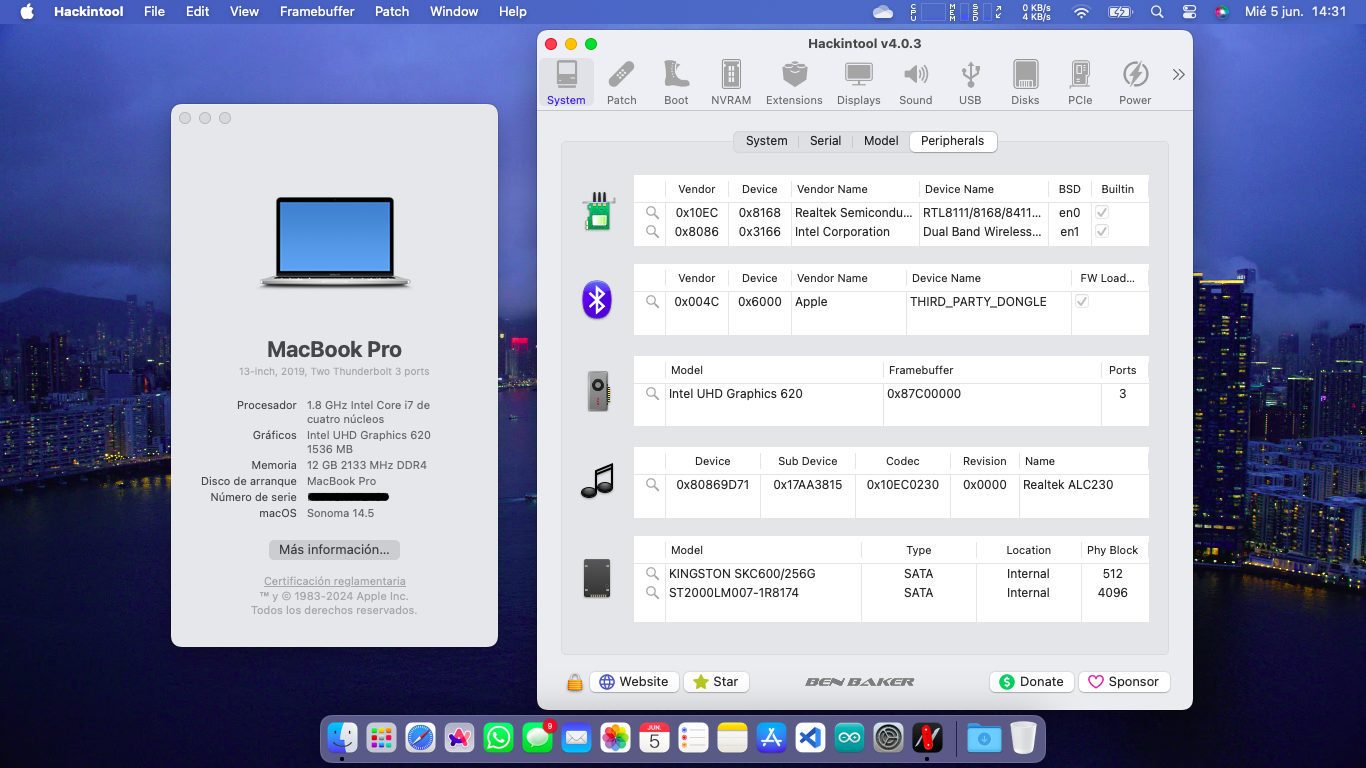 Hackintool File Edit View Framebuffer Patch Window Help
CPU MEM SSD 0 KB/s 4 KB/s Mié 5 jun. 14:31
MacBook Pro
13-inch, 2019, Two Thunderbolt 3 ports
Procesador 1.8 GHz Intel Core i7 de
cuatro núcleos
Gráficos Intel UHD Graphics 620
1536 MB
Memoria 12 GB 2133 MHz DDR4
Disco de arranque MacBook Pro
Número de serie
macOS Sonoma 14.5
Más información...
Certificación reglamentaria
™ y © 1983-2024 Apple Inc.
Todos los derechos reservados.
Hackintool v4.0.3
System Patch Boot NVRAM Extensions Displays Sound USB Disks PCIe Power
System Serial Model Peripherals
Vendor Device Vendor Name Device Name BSD Builtin
0x10EC 0x8168 Realtek Semicondu... RTL8111/8168/8411... en0
0x8086 0x3166 Intel Corporation Dual Band Wireless... en1
Vendor Device Vendor Name Device Name FW Load...
0x004C 0x6000 Apple THIRD_PARTY_DONGLE
Model Framebuffer Ports
Intel UHD Graphics 620 0x87C00000 3
Device Sub Device Codec Revision Name
0x80869D71 0x17AA3815 0x10EC0230 0x0000 Realtek ALC230
Model Type Location Phy Block
KINGSTON SKC600/256G SATA Internal 512
ST2000LM007-1R8174 SATA Internal 4096
Website Star BEN BAKER Donate Sponsor
9
JUN.
5